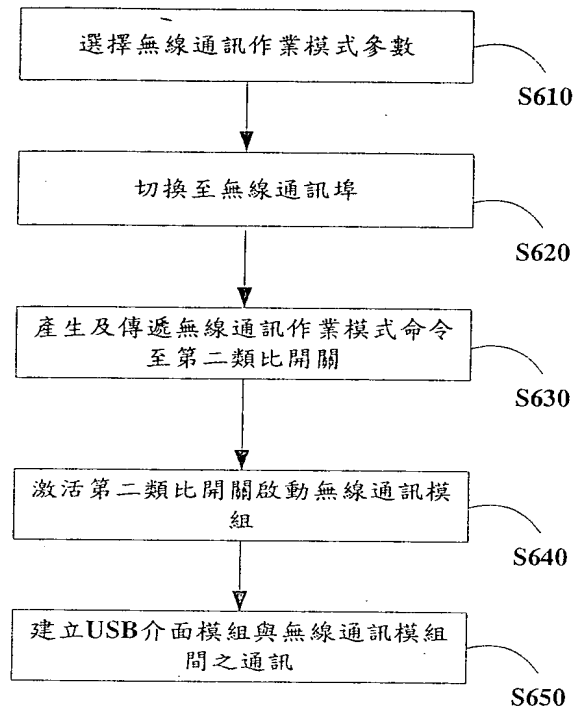 選擇無線通訊作業模式參數
S610
切換至無線通訊埠
S620
產生及傳遞無線通訊作業模式命令
至第二類比開關
S630
激活第二類比開關啟動無線通訊模
組
S640
建立USB介面模組與無線通訊模組
間之通訊
S650